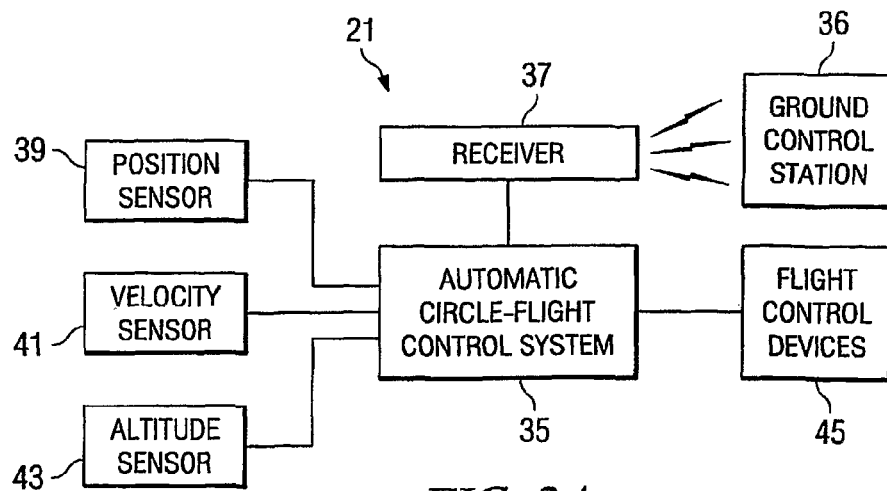 21
36
37
GROUND
CONTROL
STATION
RECEIVER
39
POSITION
SENSOR
AUTOMATIC
CIRCLE-FLIGHT
CONTROL SYSTEM
FLIGHT
CONTROL
DEVICES
VELOCITY
SENSOR
41
35
45
ALTITUDE
SENSOR
43